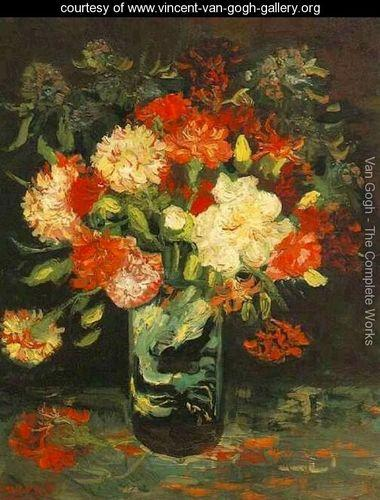 courtesy of www.vincent-van-gogh-gallery.org
Van Gogh - The Complete Works